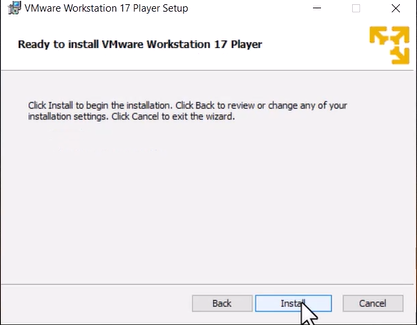 VMware Workstation 17 Player Setup
Ready to install VMware Workstation 17 Player
Click Install to begin the installation. Click Back to review or change any of your
installation settings. Click Cancel to exit the wizard.
Back
Install
Cancel